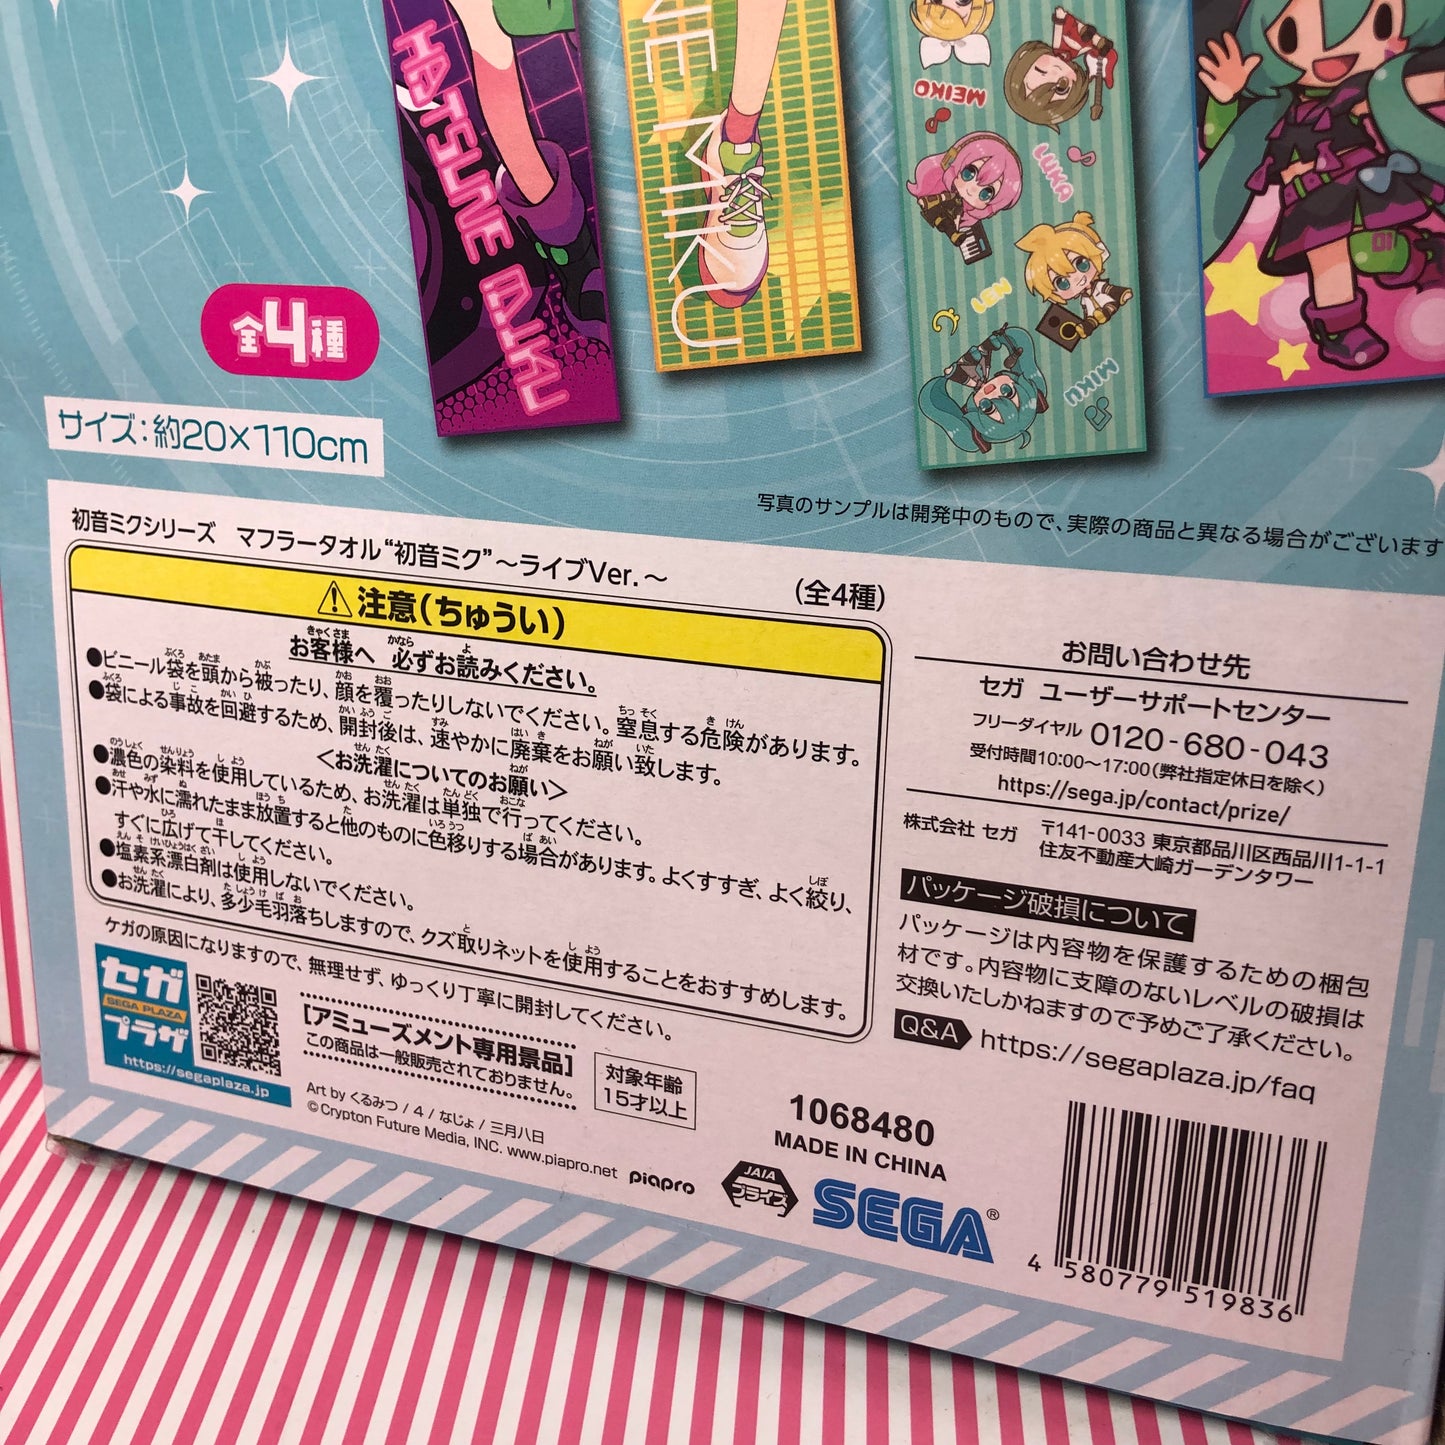 HATSUNE MIKU
NE MIKU
MEIKO
LUKA
LEN
MIKU
01
全4種
サイズ：約20×110cm
写真のサンプルは開発中のもので、実際の商品と異なる場合がございます
初音ミクシリーズ　マフラータオル“初音ミク”～ライブVer.～　（全4種）
注意（ちゅうい）
お客様へ　必ずお読みください。
●ビニール袋を頭から被ったり、顔を覆ったりしないでください。窒息する危険があります。
●袋による事故を回避するため、開封後は、速やかに廃棄をお願い致します。
＜お洗濯についてのお願い＞
●濃色の染料を使用しているため、お洗濯は単独で行ってください。
●汗や水に濡れたまま放置すると他のものに色移りする場合があります。よくすすぎ、よく絞り、
すぐに広げて干してください。
●塩素系漂白剤は使用しないでください。
●お洗濯により、多少毛羽落ちしますので、クズ取りネットを使用することをおすすめします。
ケガの原因になりますので、無理せず、ゆっくり丁寧に開封してください。
セガ
SEGA PLAZA
プラザ
https://segaplaza.jp
[アミューズメント専用景品]
この商品は一般販売されておりません。
対象年齢
15才以上
Art by くるみつ / 4 / なじょ / 三月八日
© Crypton Future Media, INC. www.piapro.net piapro
お問い合わせ先
セガ ユーザーサポートセンター
フリーダイヤル 0120-680-043
受付時間10:00～17:00（弊社指定休日を除く）
https://sega.jp/contact/prize/
株式会社 セガ 〒141-0033 東京都品川区西品川1-1-1
住友不動産大崎ガーデンタワー
パッケージ破損について
パッケージは内容物を保護するための梱包
材です。内容物に支障のないレベルの破損は
交換いたしかねますので予めご了承ください。
Q&A https://segaplaza.jp/faq
1068480
MADE IN CHINA
JAIA
プライズ
SEGA®
4 580779 519836